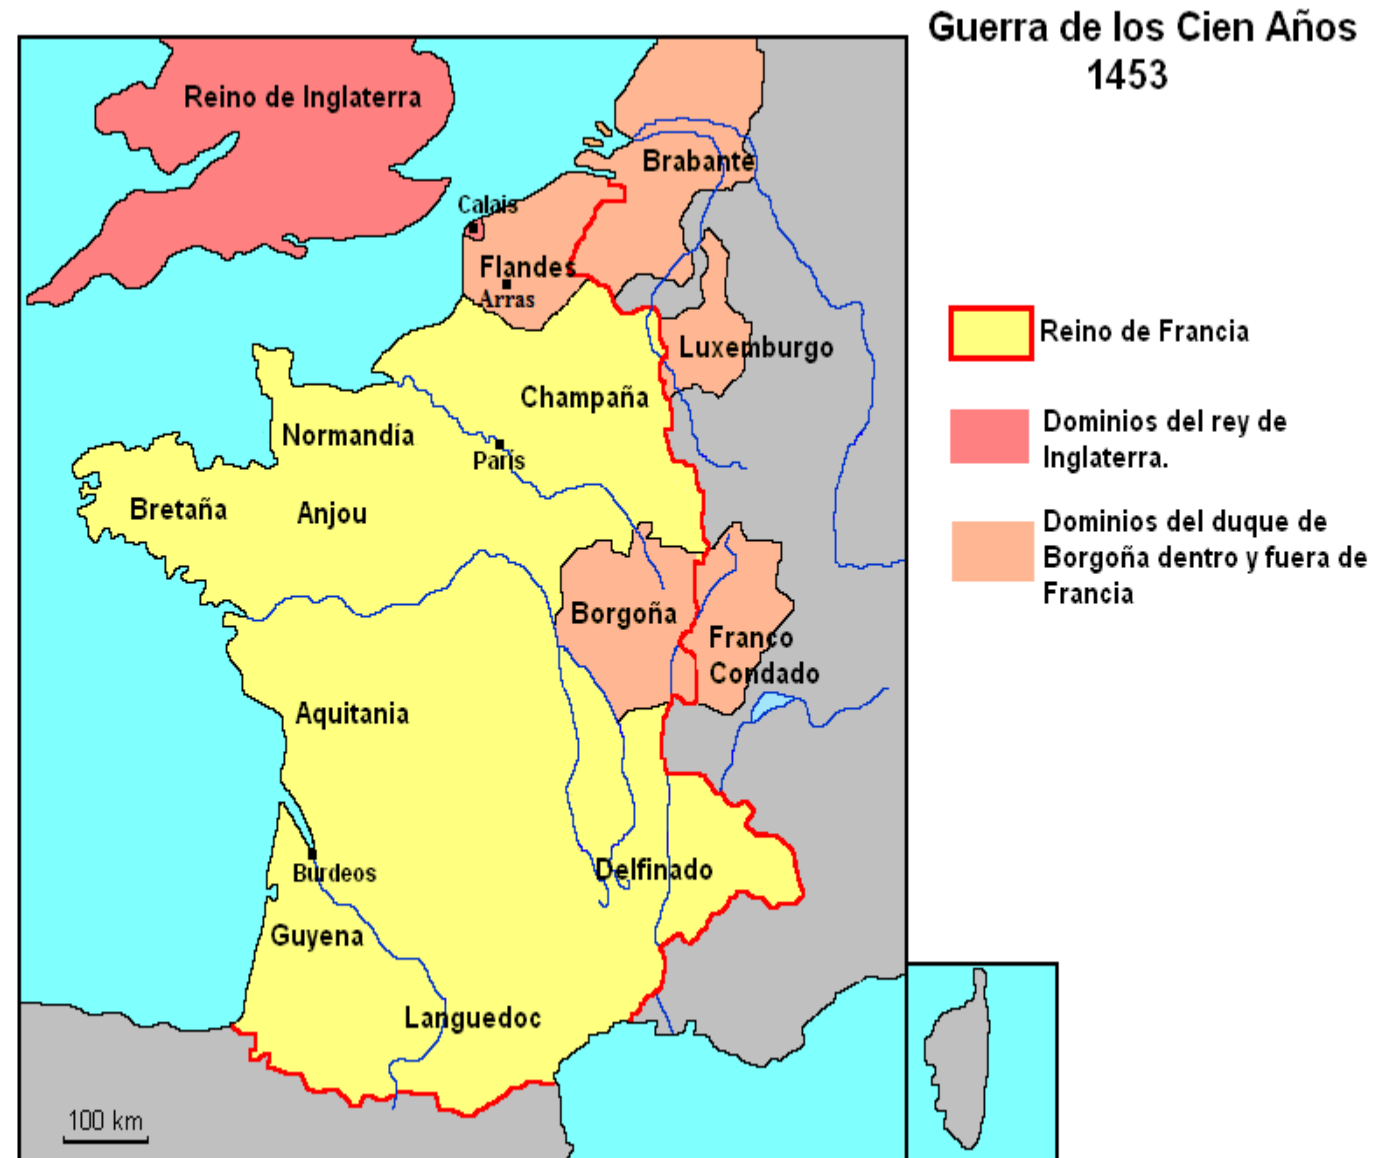 Guerra de los Cien Años
1453
Reino de Inglaterra
Brabante
Calais
Flandes
Arras
Luxemburgo
Champaña
Normandía
París
Bretaña
Anjou
Borgoña
Franco
Condado
Aquitania
Delfinado
Burdeos
Guyena
Languedoc
100 km
Reino de Francia
Dominios del rey de
Inglaterra.
Dominios del duque de
Borgoña dentro y fuera de
Francia